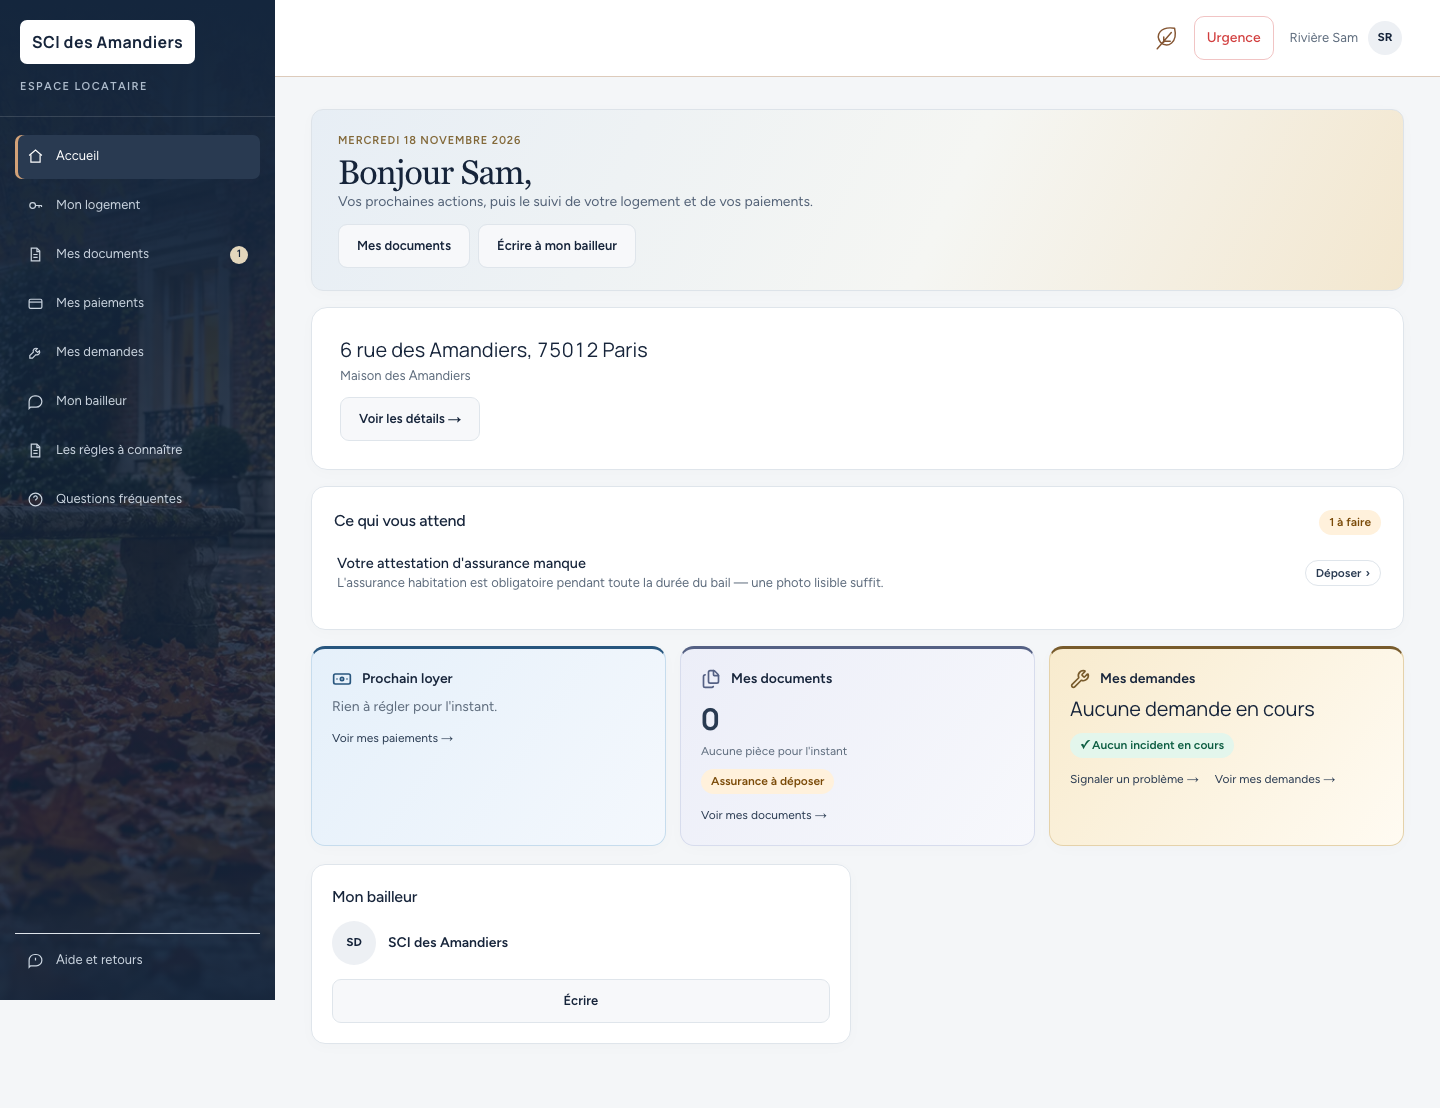 SCI des Amandiers
ESPACE LOCATAIRE
Accueil
Mon logement
Mes documents
1
Mes paiements
Mes demandes
Mon bailleur
Les règles à connaître
Questions fréquentes
Aide et retours
Urgence
Rivière Sam
SR
MERCREDI 18 NOVEMBRE 2026
Bonjour Sam,
Vos prochaines actions, puis le suivi de votre logement et de vos paiements.
Mes documents
Écrire à mon bailleur
6 rue des Amandiers, 75012 Paris
Maison des Amandiers
Voir les détails →
Ce qui vous attend
1 à faire
Votre attestation d'assurance manque
L'assurance habitation est obligatoire pendant toute la durée du bail — une photo lisible suffit.
Déposer ›
Prochain loyer
Rien à régler pour l'instant.
Voir mes paiements →
Mes documents
0
Aucune pièce pour l'instant
Assurance à déposer
Voir mes documents →
Mes demandes
Aucune demande en cours
✓ Aucun incident en cours
Signaler un problème → Voir mes demandes →
Mon bailleur
SD
SCI des Amandiers
Écrire